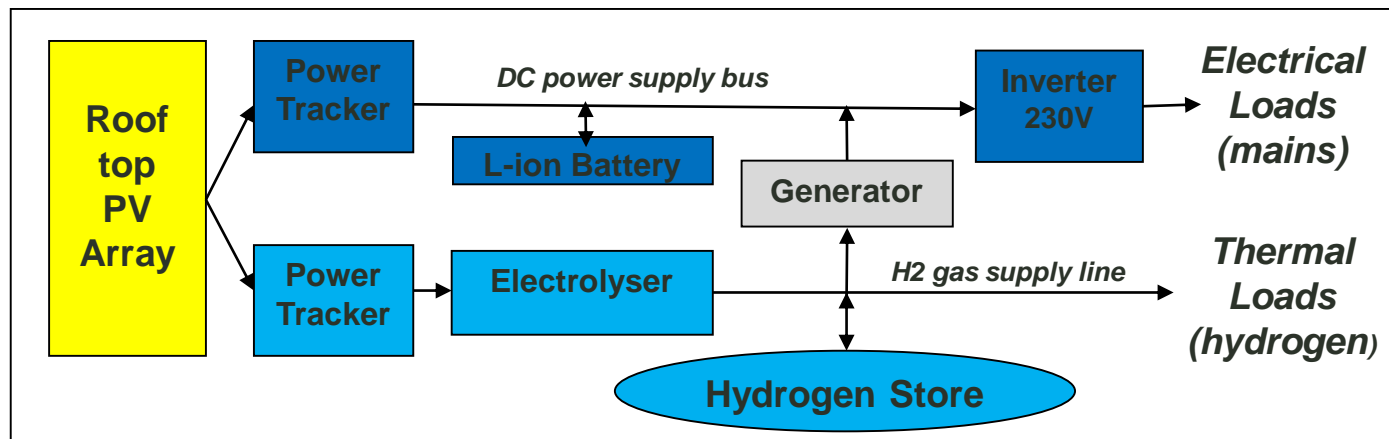 Roof
top
PV
Array
Power
Tracker
DC power supply bus
L-ion Battery
Inverter
230V
Electrical
Loads
(mains)
Generator
Power
Tracker
Electrolyser
H2 gas supply line
Thermal
Loads
(hydrogen)
Hydrogen Store